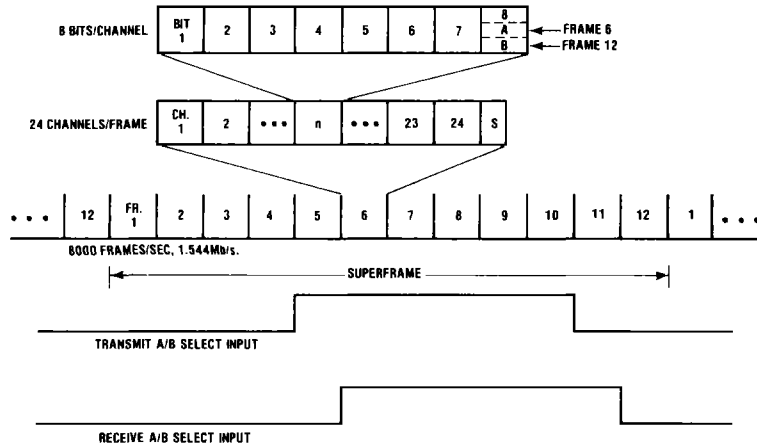 8 BITS/CHANNEL
BIT 1 2 3 4 5 6 7 8 A B
FRAME 6
FRAME 12
24 CHANNELS/FRAME
CH. 1 2 ••• n ••• 23 24 S
••• 12 FR. 1 2 3 4 5 6 7 8 9 10 11 12 1 •••
8000 FRAMES/SEC, 1.544Mb/s.
SUPERFRAME
TRANSMIT A/B SELECT INPUT
RECEIVE A/B SELECT INPUT